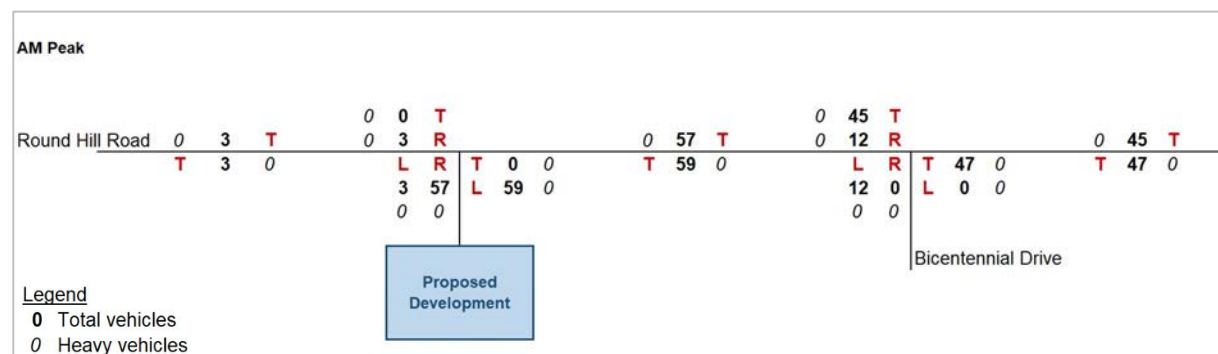 AM Peak
0 0 T 0 45 T
Round Hill Road 0 3 T 0 3 R 0 57 T 0 12 R 0 45 T
T 3 0 L R T 0 0 T 59 0 L R T 47 0 T 47 0
3 57 L 59 0 12 0 L 0 0
0 0 0 0
Bicentennial Drive
Proposed
Development
Legend
0 Total vehicles
0 Heavy vehicles